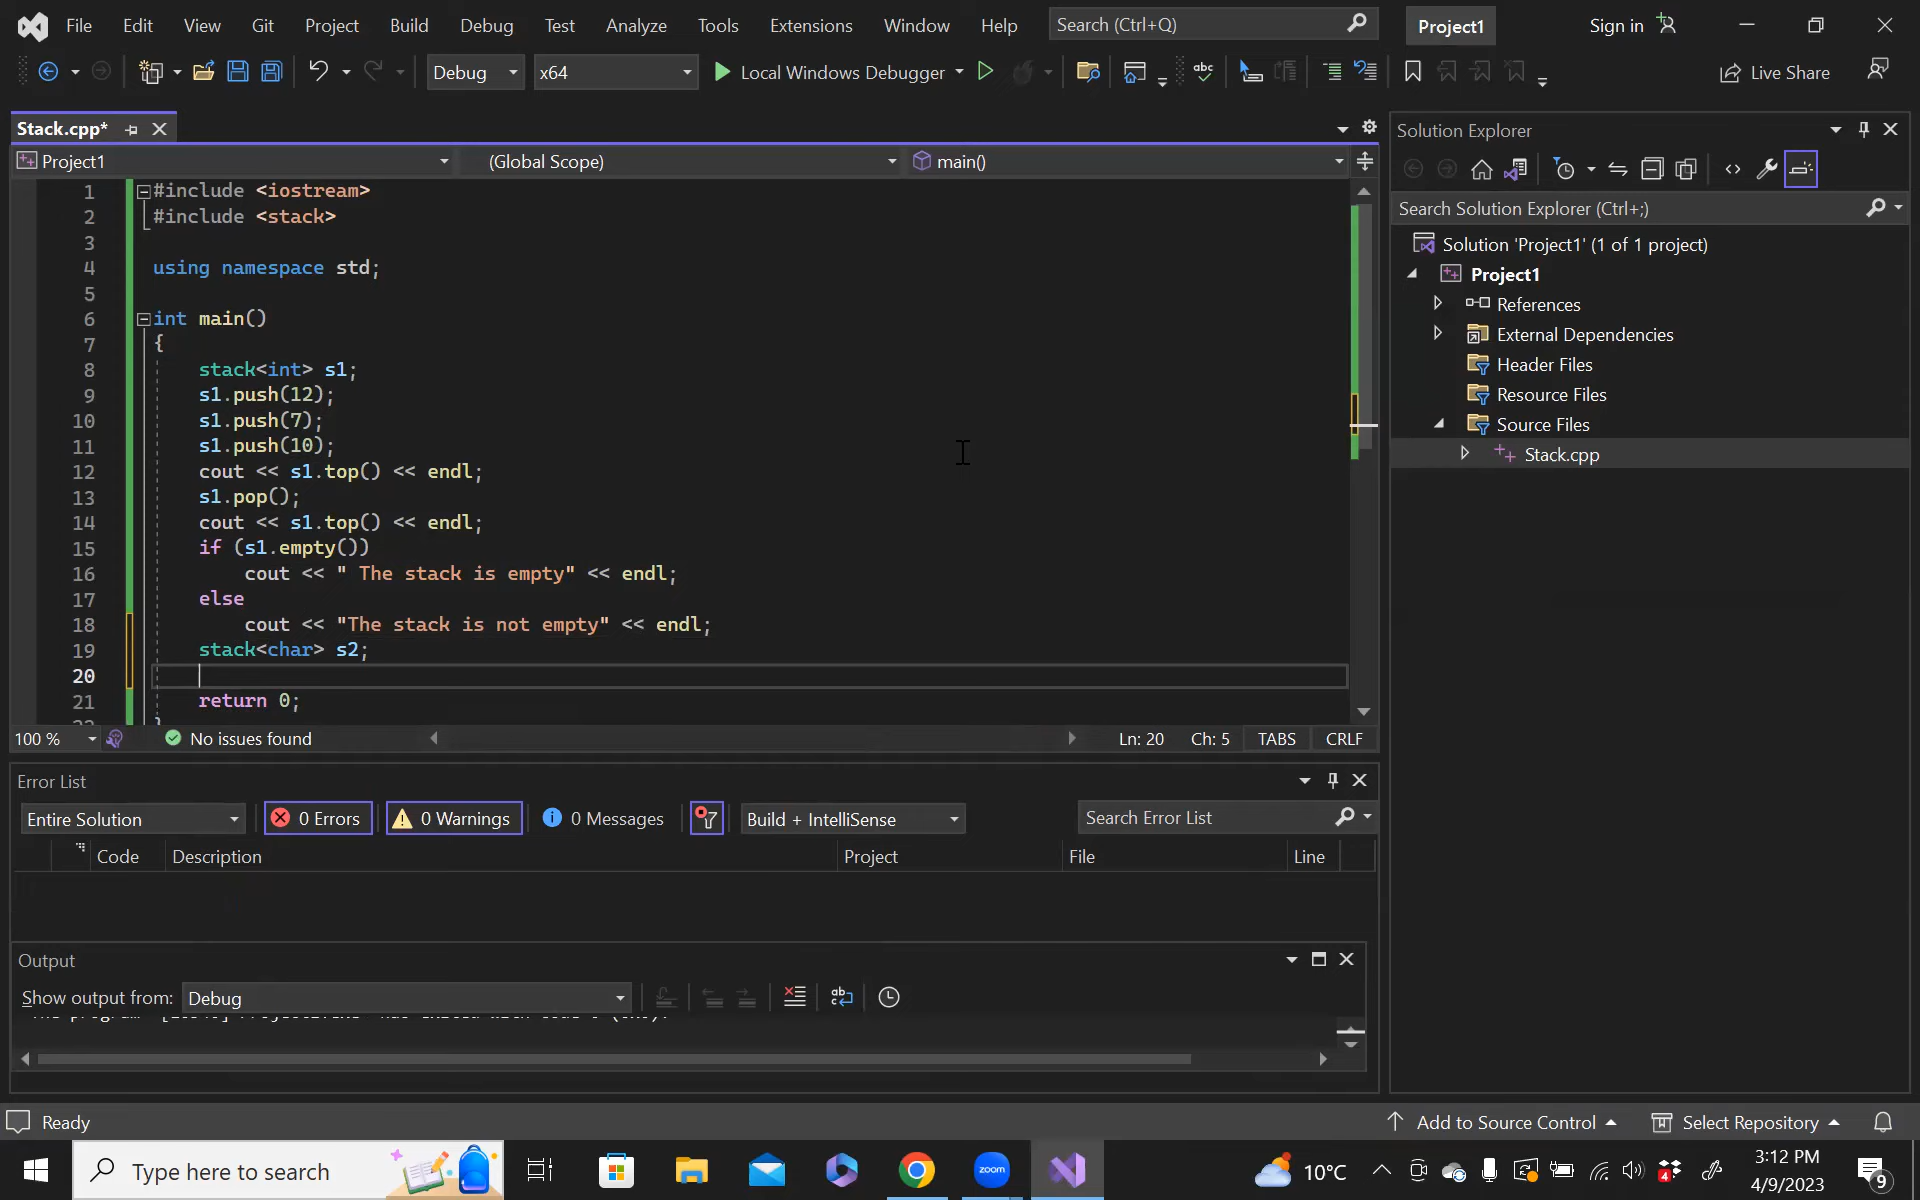 File Edit View Git Project Build Debug Test Analyze Tools Extensions Window Help Search (Ctrl+Q) Project1 Sign in
Debug x64 Local Windows Debugger Live Share
Stack.cpp*
Project1 (Global Scope) main()
1 #include <iostream>
2 #include <stack>
3
4 using namespace std;
5
6 int main()
7 {
8 stack<int> s1;
9 s1.push(12);
10 s1.push(7);
11 s1.push(10);
12 cout << s1.top() << endl;
13 s1.pop();
14 cout << s1.top() << endl;
15 if (s1.empty())
16 cout << " The stack is empty" << endl;
17 else
18 cout << "The stack is not empty" << endl;
19 stack<char> s2;
20
21 return 0;
100 % No issues found Ln: 20 Ch: 5 TABS CRLF
Error List
Entire Solution 0 Errors 0 Warnings 0 Messages Build + IntelliSense Search Error List
Code Description Project File Line
Output
Show output from: Debug
Solution Explorer
Search Solution Explorer (Ctrl+;)
Solution 'Project1' (1 of 1 project)
Project1
References
External Dependencies
Header Files
Resource Files
Source Files
Stack.cpp
Ready Add to Source Control Select Repository
Type here to search zoom 10°C 4 3:12 PM
4/9/2023 9